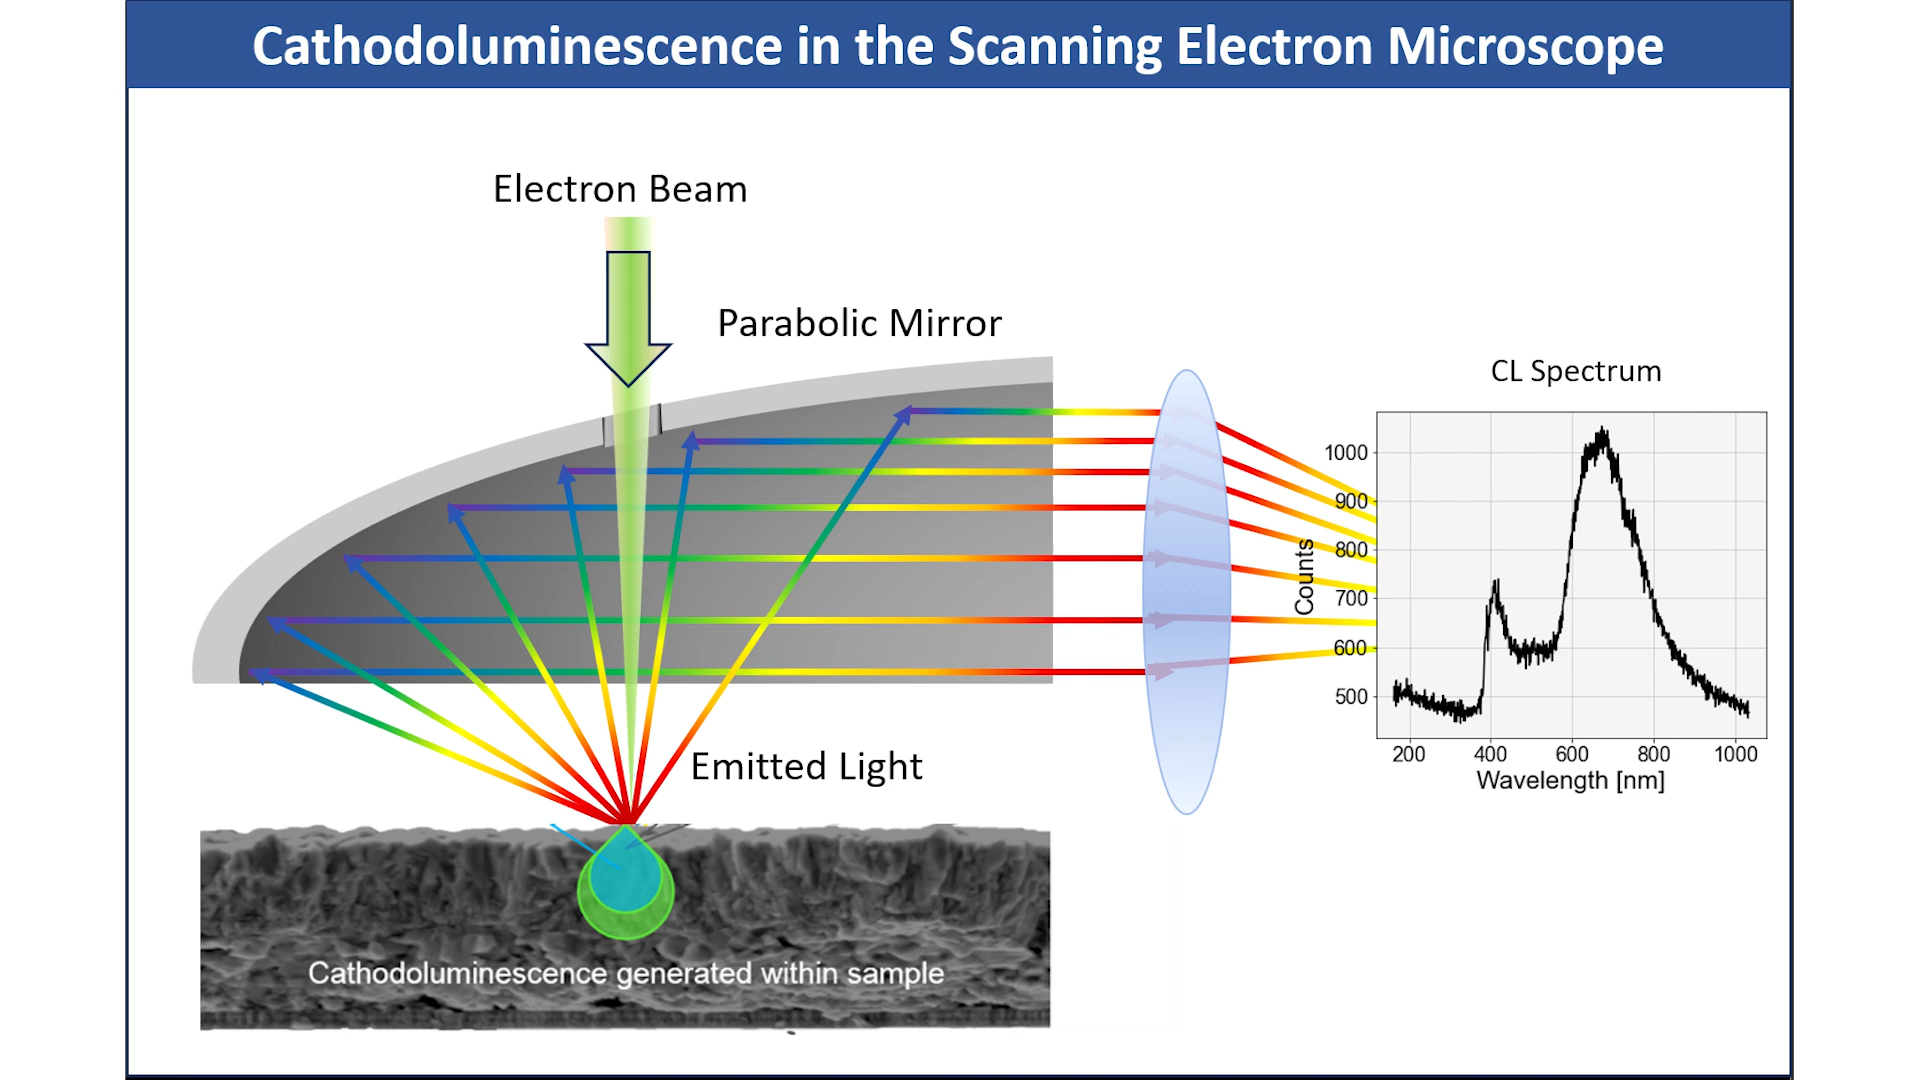 Cathodoluminescence in the Scanning Electron Microscope
Electron Beam
Parabolic Mirror
CL Spectrum
1000
900
800
700
600
500
Counts
200 400 600 800 1000
Wavelength [nm]
Emitted Light
Cathodoluminescence generated within sample